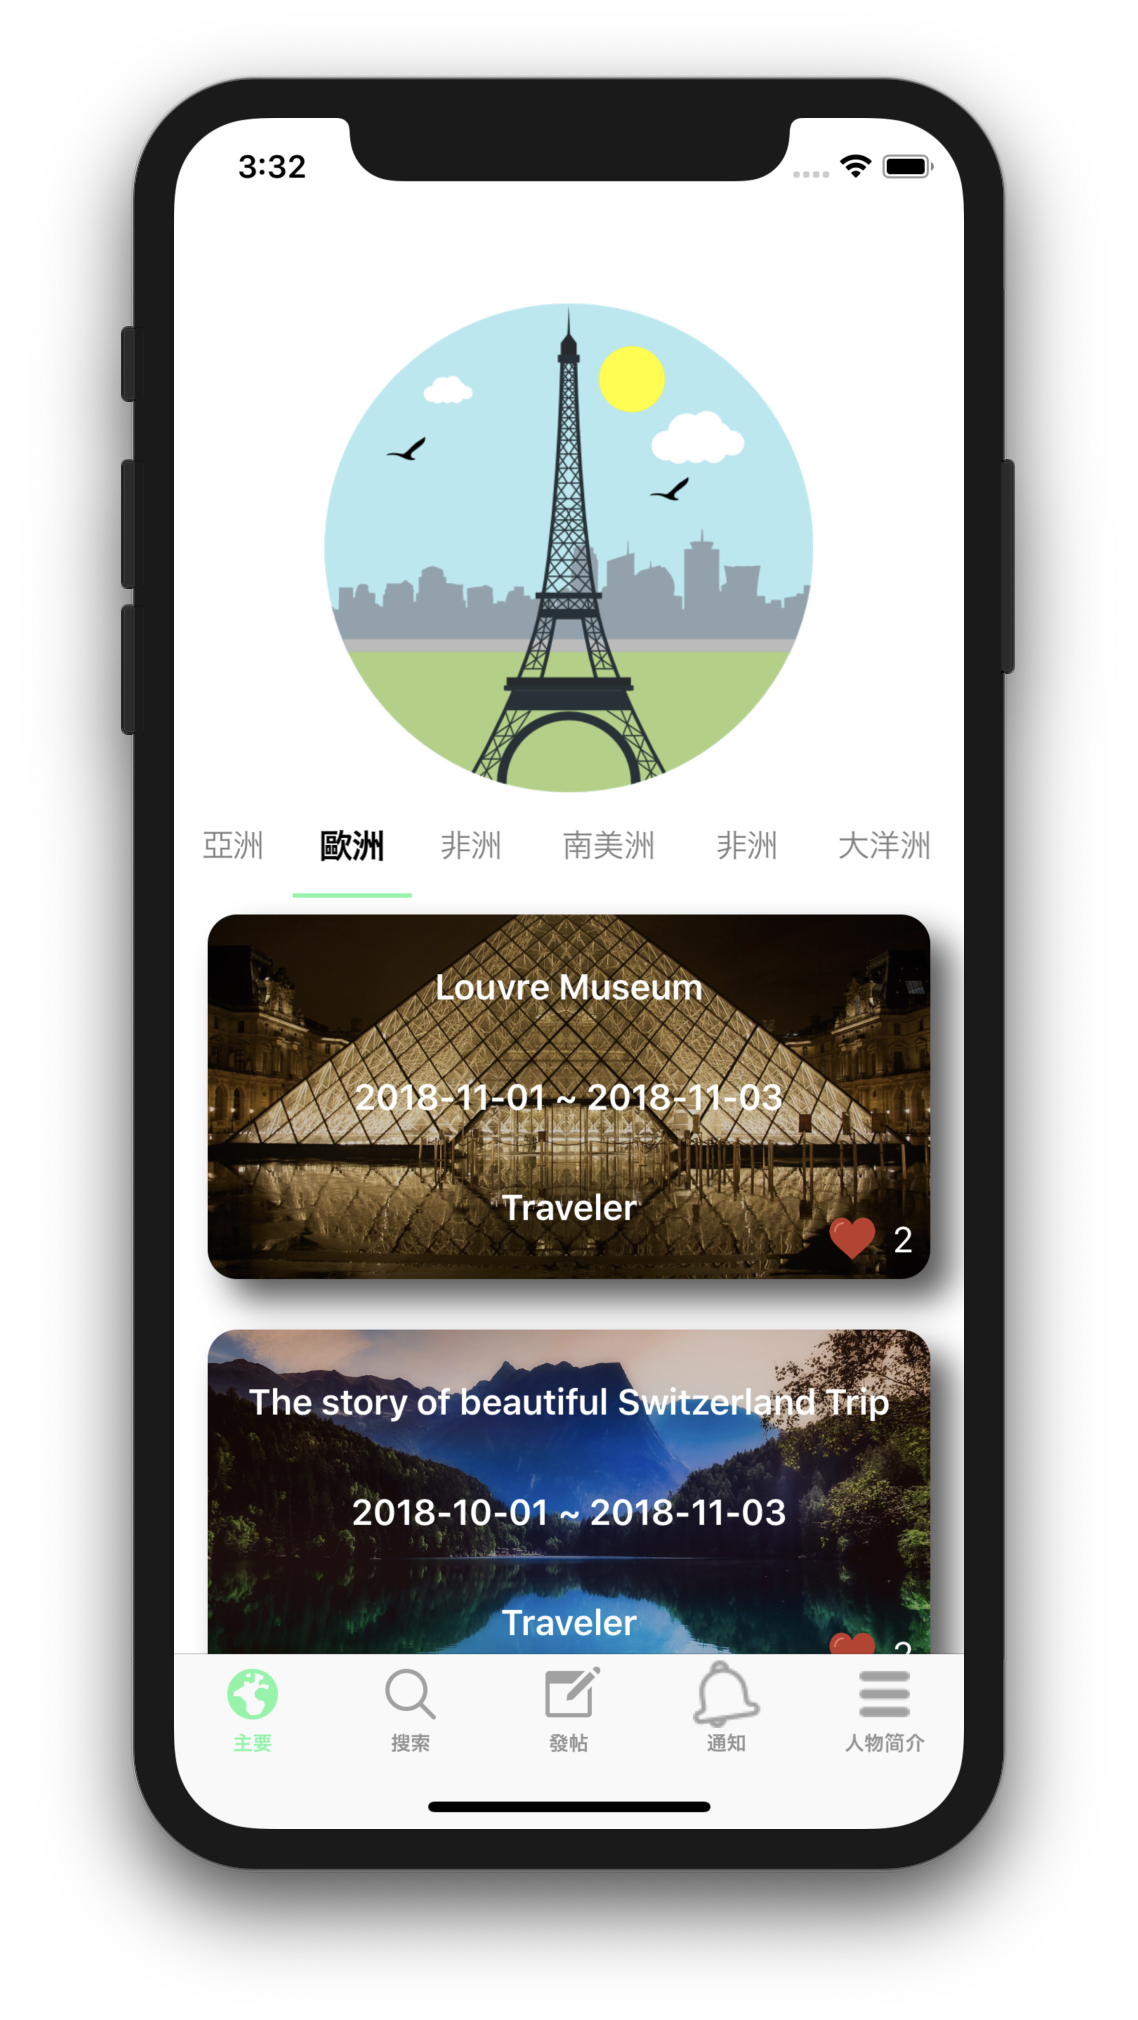 3:32
亞洲 歐洲 非洲 南美洲 非洲 大洋洲
Louvre Museum
2018-11-01 ~ 2018-11-03
Traveler
2
The story of beautiful Switzerland Trip
2018-10-01 ~ 2018-11-03
Traveler
主要 搜索 發帖 通知 人物简介